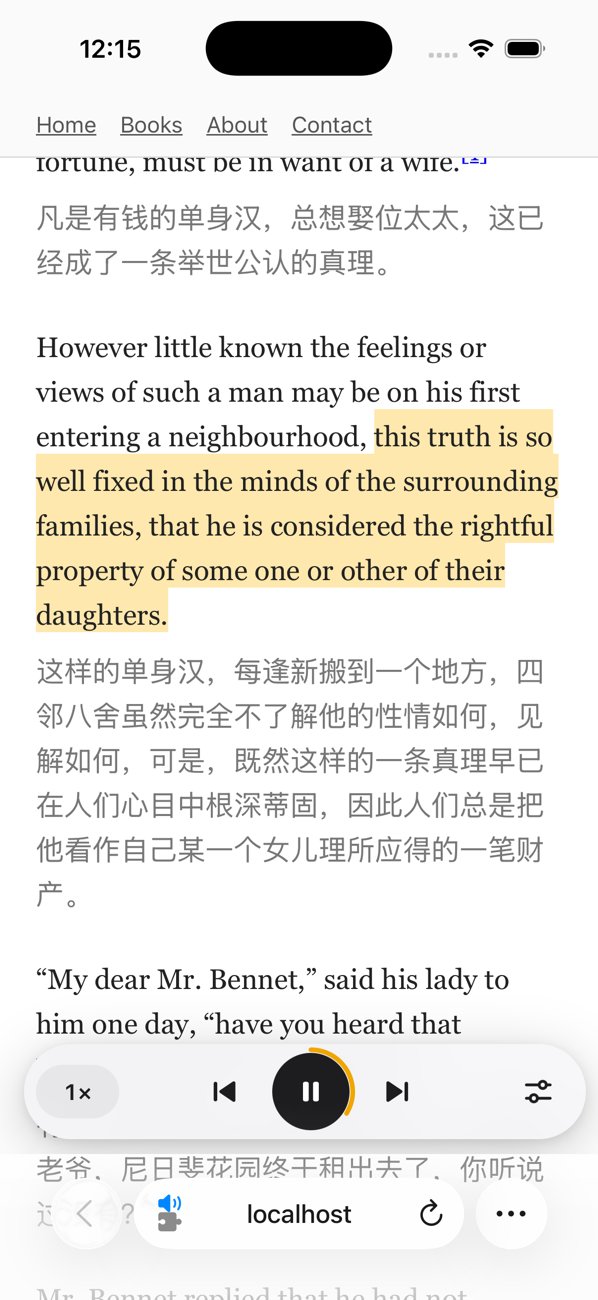 12:15
Home Books About Contact
fortune, must be in want of a wife.[1]
凡是有钱的单身汉，总想娶位太太，这已
经成了一条举世公认的真理。
However little known the feelings or
views of such a man may be on his first
entering a neighbourhood, this truth is so
well fixed in the minds of the surrounding
families, that he is considered the rightful
property of some one or other of their
daughters.
这样的单身汉，每逢新搬到一个地方，四
邻八舍虽然完全不了解他的性情如何，见
解如何，可是，既然这样的一条真理早已
在人们心目中根深蒂固，因此人们总是把
他看作自己某一个女儿理所应得的一笔财
产。
“My dear Mr. Bennet,” said his lady to
him one day, “have you heard that
1×
老爷，尼日斐花园终于租出去了，你听说
过 ?
localhost
Mr. Bennet replied that he had not